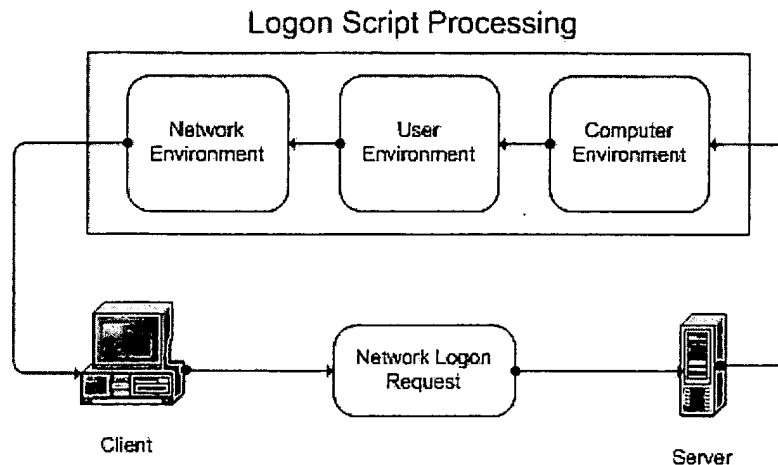 Logon Script Processing
Network
Environment
User
Environment
Computer
Environment
Network Logon
Request
Client
Server